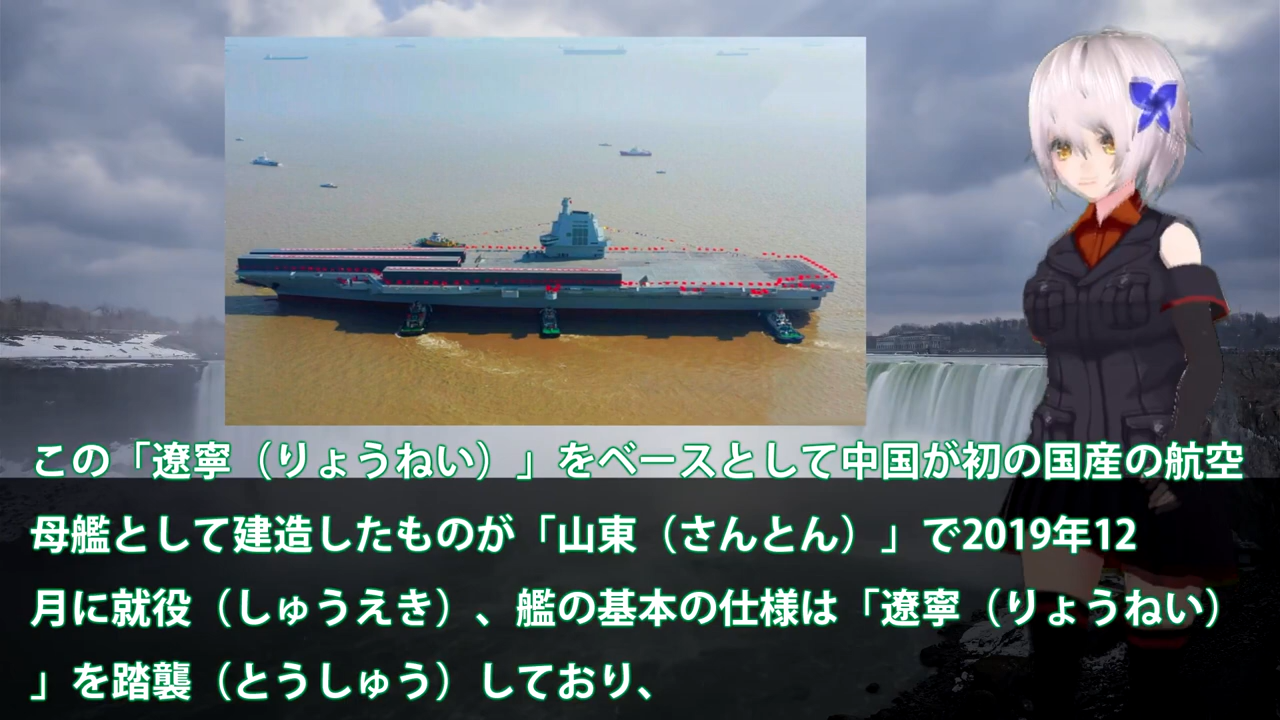 この「遼寧（りょうねい）」をベースとして中国が初の国産の航空
母艦として建造したものが「山東（さんとん）」で2019年12
月に就役（しゅうえき）、艦の基本の仕様は「遼寧（りょうねい）
」を踏襲（とうしゅう）しており、